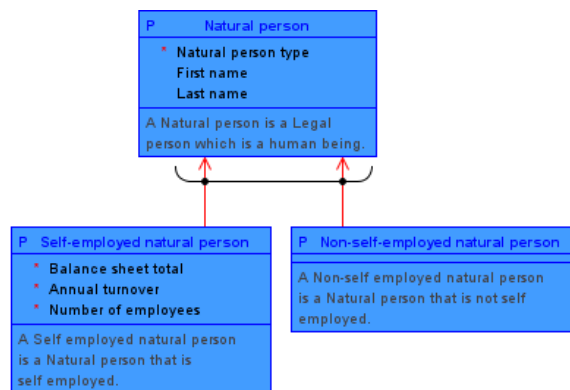 P Natural person
* Natural person type
First name
Last name
A Natural person is a Legal
person which is a human being.
P Self-employed natural person
* Balance sheet total
* Annual turnover
* Number of employees
A Self employed natural person
is a Natural person that is
self employed.
P Non-self-employed natural person
A Non-self employed natural person
is a Natural person that is not self
employed.